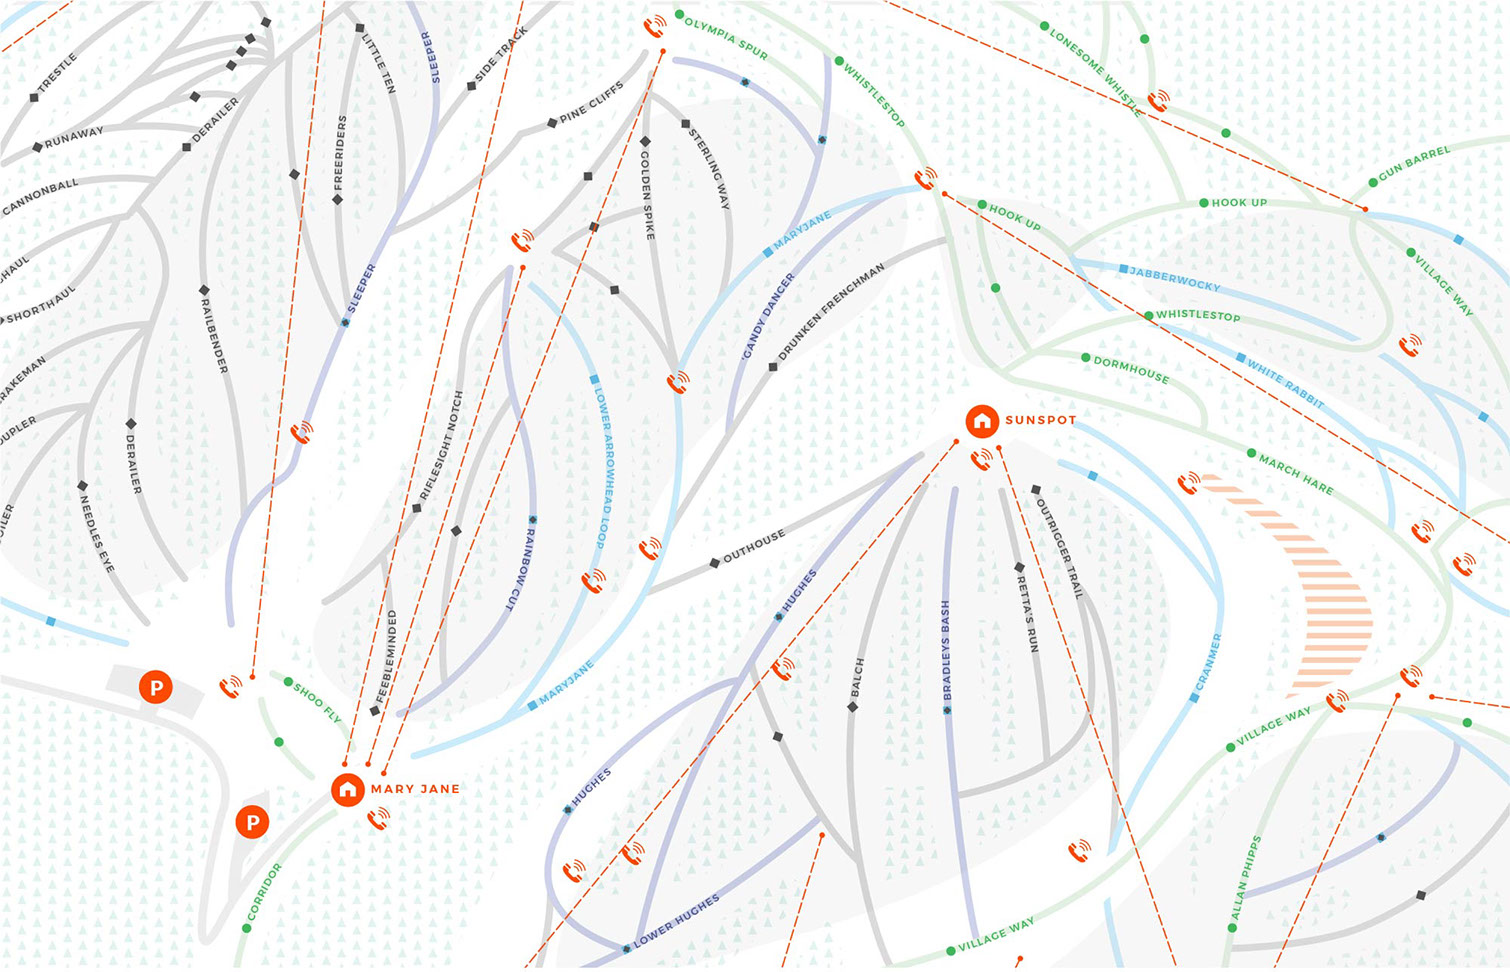 TRESTLE
RUNAWAY
CANNONBALL
DERAILER
LITTLE TEN
FREERIDERS
SLEEPER
SIDE TRACK
PINE CLIFFS
OLYMPIA SPUR
WHISTLESTOP
LONESOME WHISTLE
GUN BARREL
GOLDEN SPIKE
STERLING WAY
MARYJANE
HOOK UP
HOOK UP
VILLAGE WAY
SHORTHAUL
RAILBENDER
SLEEPER
CANDY DANCER
DRUNKEN FRENCHMAN
JABBERWOCKY
WHISTLESTOP
DORMHOUSE
WHITE RABBIT
SUNSPOT
MARCH HARE
DERAILER
NEEDLES EYE
RIFLESIGHT NOTCH
LOWER ARROWHEAD LOOP
RAINBOW CUT
OUTHOUSE
HUGHES
OUTRIGGER TRAIL
RETTA'S RUN
BRADLEYS BASH
BALCH
CRANMER
FEEBLEMINDED
MARYJANE
SHOO FLY
P
MARY JANE
P
HUGHES
VILLAGE WAY
CORRIDOR
LOWER HUGHES
VILLAGE WAY
ALLAN PHIPPS